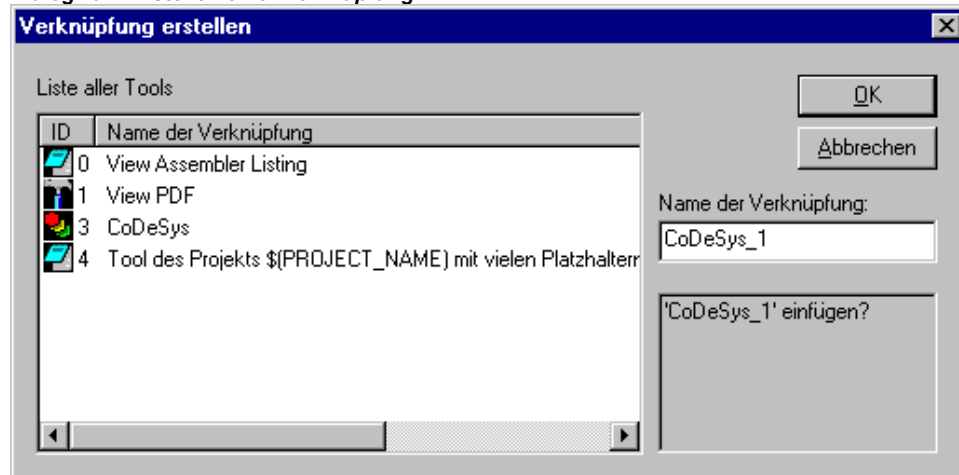 Verknüpfung erstellen
Liste aller Tools
ID Name der Verknüpfung
0 View Assembler Listing
1 View PDF
3 CoDeSys
4 Tool des Projekts $(PROJECT_NAME) mit vielen Platzhaltern
OK
Abbrechen
Name der Verknüpfung:
CoDeSys_1
'CoDeSys_1' einfügen?